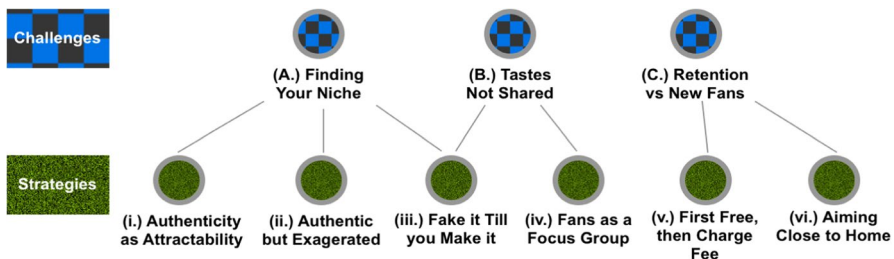 Challenges
(A.) Finding
Your Niche
(B.) Tastes
Not Shared
(C.) Retention
vs New Fans
Strategies
(i.) Authenticity
as Attractability
(ii.) Authentic
but Exagerated
(iii.) Fake it Till
you Make it
(iv.) Fans as a
Focus Group
(v.) First Free,
then Charge
Fee
(vi.) Aiming
Close to Home